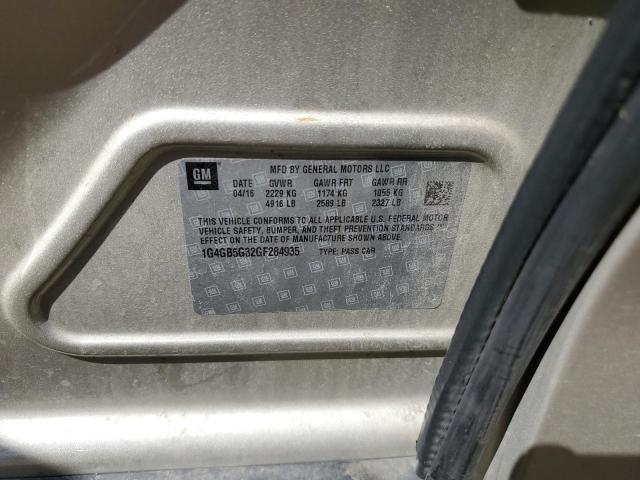 GM
MFD BY GENERAL MOTORS LLC
DATE GVWR GAWR FRT GAWR RR
04/16 2229 KG 1174 KG 1055 KG
4916 LB 2589 LB 2327 LB
THIS VEHICLE CONFORMS TO ALL APPLICABLE U.S. FEDERAL MOTOR
VEHICLE SAFETY, BUMPER, AND THEFT PREVENTION STANDARDS IN
EFFECT ON THE DATE OF MANUFACTURE SHOWN ABOVE.
1G4GB5G32GF284935 TYPE: PASS CAR